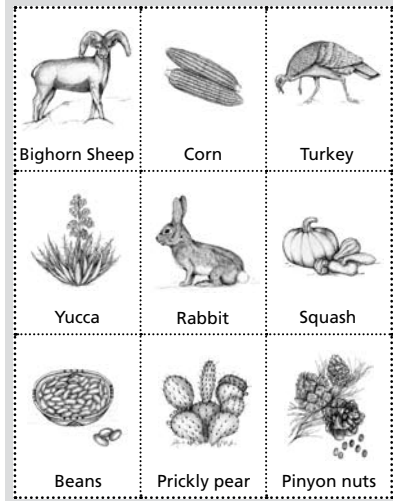 Bighorn Sheep
Corn
Turkey
Yucca
Rabbit
Squash
Beans
Prickly pear
Pinyon nuts